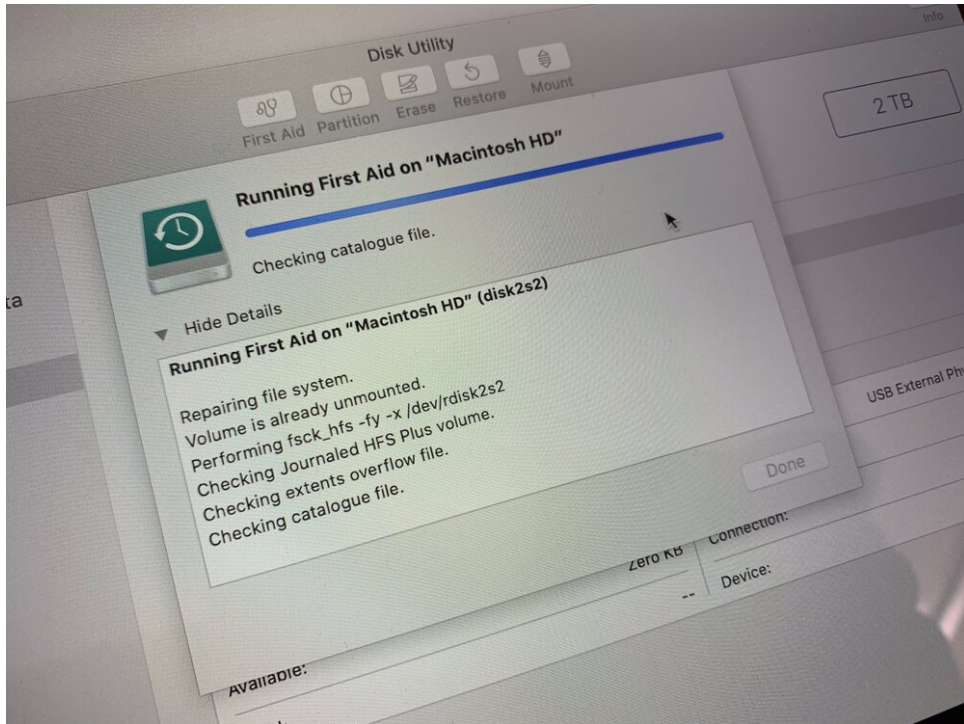 Disk Utility
Info
First Aid Partition Erase Restore Mount
2 TB
Running First Aid on “Macintosh HD”
Checking catalogue file.
ta
Hide Details
Running First Aid on “Macintosh HD” (disk2s2)
Repairing file system.
Volume is already unmounted.
Performing fsck_hfs -fy -x /dev/rdisk2s2
Checking Journaled HFS Plus volume.
Checking extents overflow file.
Checking catalogue file.
USB External Phy
Done
Zero KB
Connection:
Available:
--
Device: